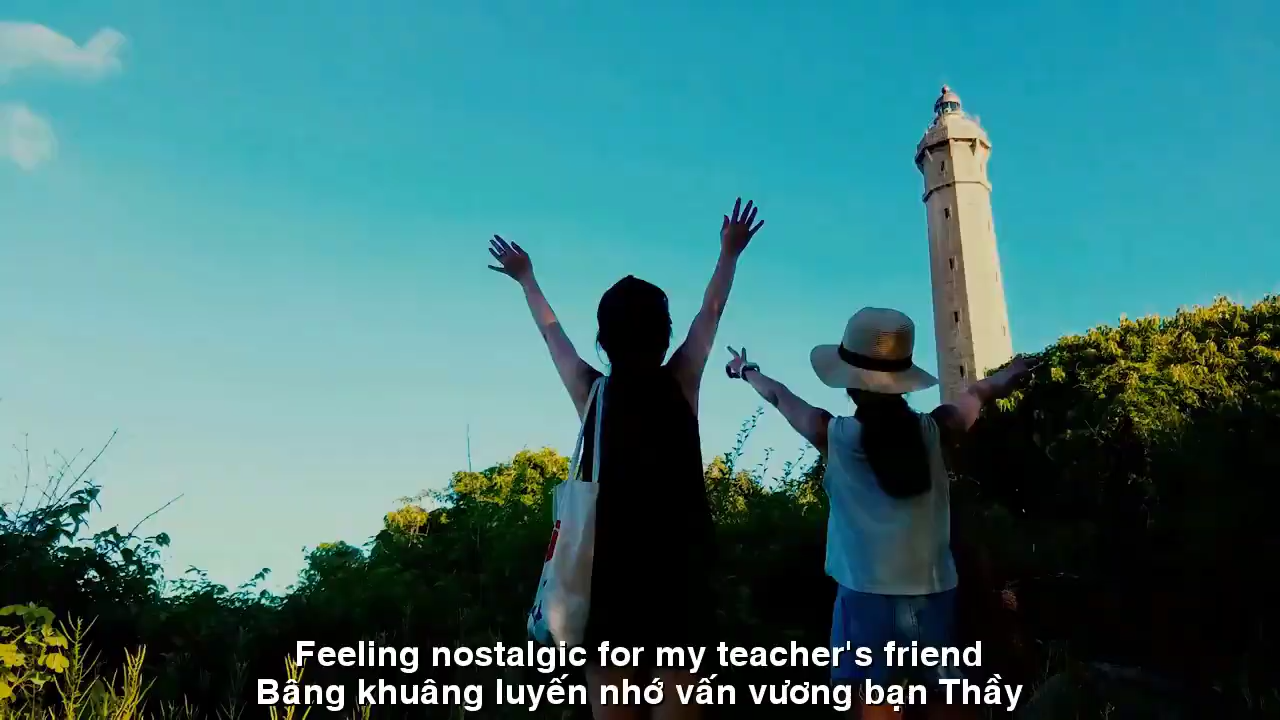 Feeling nostalgic for my teacher's friend
Bâng khuâng luyến nhớ vấn vương bạn Thầy